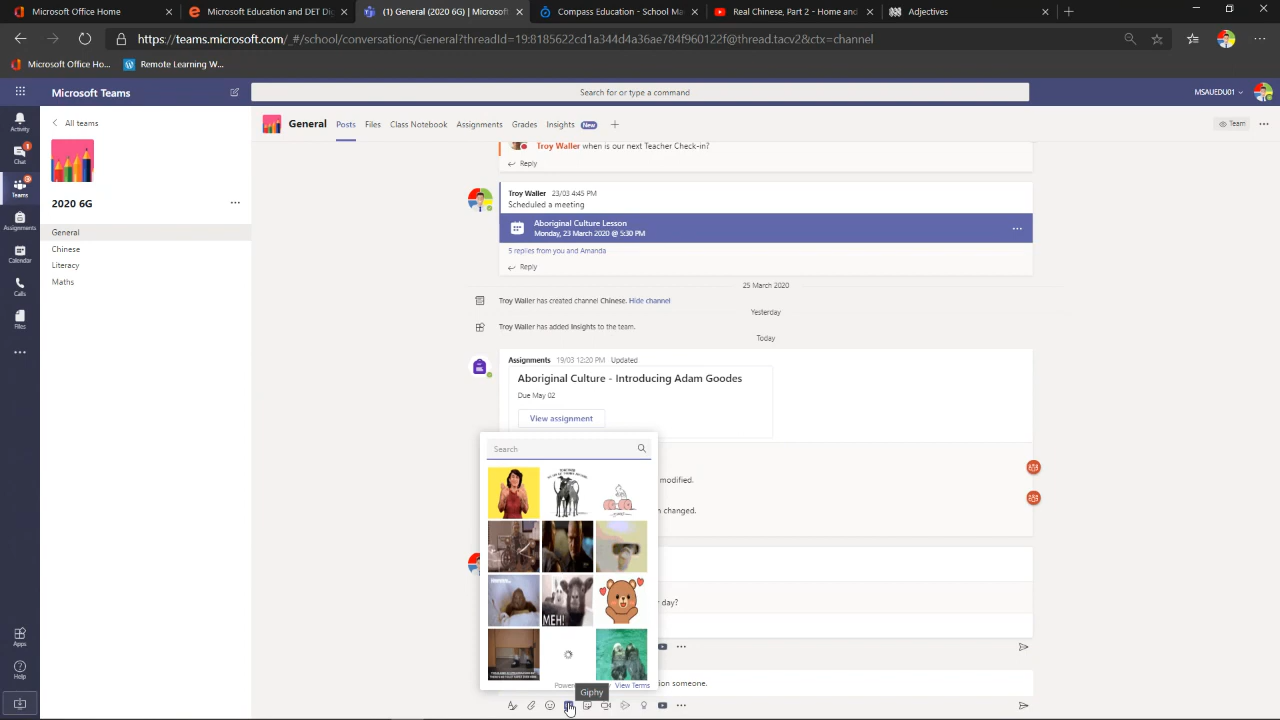 Microsoft Office Home
Microsoft Education and DET Dig
(1) General (2020 6G) | Microsoft
Compass Education - School Ma
Real Chinese, Part 2 - Home and
Adjectives
https://teams.microsoft.com/_#/school/conversations/General?threadId=19:8185622cd1a344d4a36ae784f960122f@thread.tacv2&ctx=channel
Microsoft Office Ho...
Remote Learning W...
Microsoft Teams
Search for or type a command
MSAUEDU01
Activity
Chat
1
Teams
Assignments
Calendar
Calls
Files
Apps
Help
All teams
2020 6G
General
Chinese
Literacy
Maths
General
Posts
Files
Class Notebook
Assignments
Grades
Insights
New
Team
Troy Waller when is our next Teacher Check-in?
Reply
Troy Waller 23/03 4:45 PM
Scheduled a meeting
Aboriginal Culture Lesson
Monday, 23 March 2020 @ 5:30 PM
5 replies from you and Amanda
Reply
25 March 2020
Troy Waller has created channel Chinese. Hide channel
Yesterday
Troy Waller has added Insights to the team.
Today
Assignments 19/03 12:20 PM Updated
Aboriginal Culture - Introducing Adam Goodes
Due May 02
View assignment
Search
modified.
n changed.
MEH!
day?
View Terms
ion someone.
Giphy